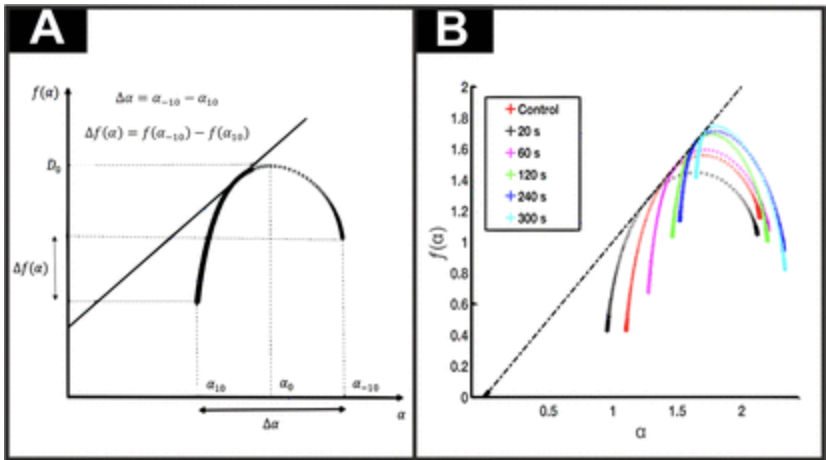 A
f(α)
Δα = α₋₁₀ − α₁₀
Δf(α) = f(α₋₁₀) − f(α₁₀)
D₀
Δf(α)
α₁₀ α₀ α₋₁₀
α
Δα
B
2
1.8
1.6
1.4
1.2
1
0.8
0.6
0.4
0.2
0
f(α)
Control
20 s
60 s
120 s
240 s
300 s
0.5 1 1.5 2
α